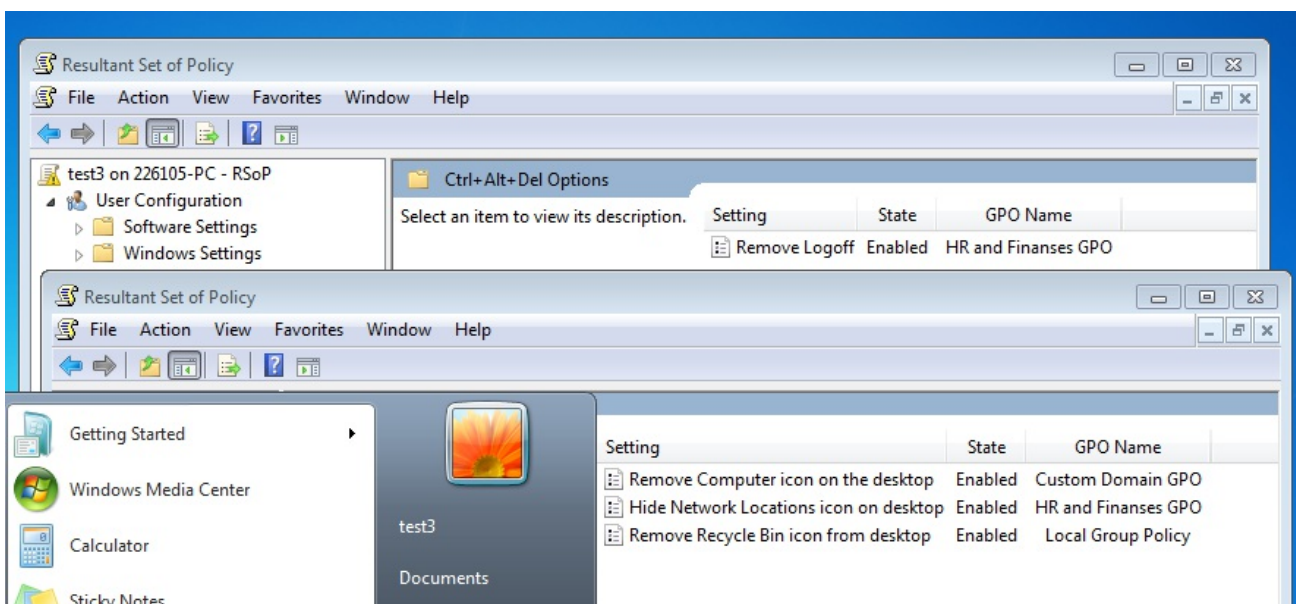 Resultant Set of Policy
File Action View Favorites Window Help
test3 on 226105-PC - RSoP
User Configuration
Software Settings
Windows Settings
Ctrl+Alt+Del Options
Select an item to view its description.
Setting State GPO Name
Remove Logoff Enabled HR and Finanses GPO
Resultant Set of Policy
File Action View Favorites Window Help
Getting Started
Windows Media Center
Calculator
Sticky Notes
test3
Documents
Setting State GPO Name
Remove Computer icon on the desktop Enabled Custom Domain GPO
Hide Network Locations icon on desktop Enabled HR and Finanses GPO
Remove Recycle Bin icon from desktop Enabled Local Group Policy